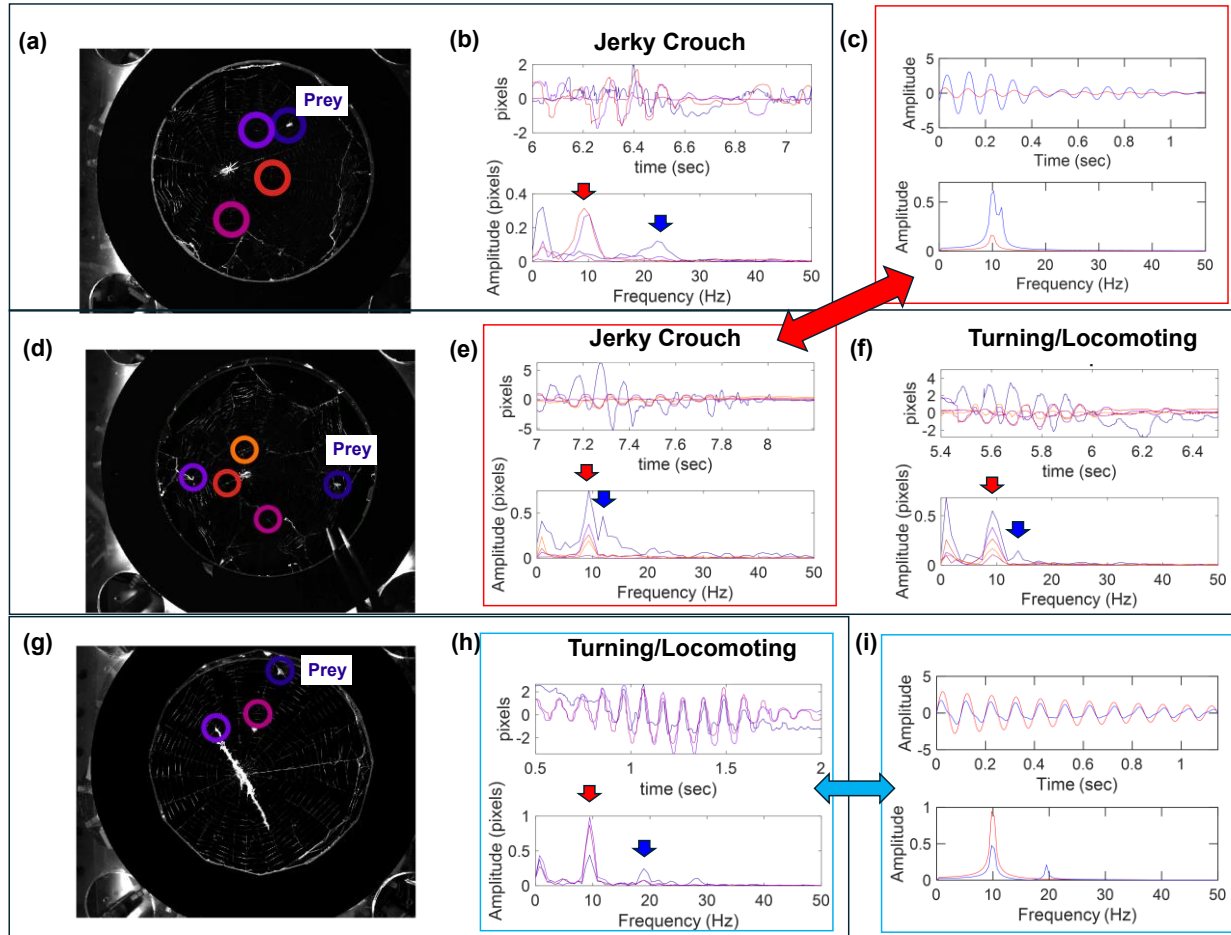 (a)
Prey
(b)
Jerky Crouch
pixels
2
0
-2
6
6.2
6.4
6.6
6.8
7
time (sec)
Amplitude (pixels)
0.4
0.2
0
0
10
20
30
40
50
Frequency (Hz)
(c)
Amplitude
5
0
-5
0
0.2
0.4
0.6
0.8
1
Time (sec)
Amplitude
0.5
0
0
10
20
30
40
50
Frequency (Hz)
(d)
Prey
(e)
Jerky Crouch
pixels
5
0
-5
7
7.2
7.4
7.6
7.8
8
time (sec)
Amplitude (pixels)
0.5
0
0
10
20
30
40
50
Frequency (Hz)
(f)
Turning/Locomoting
pixels
5
2
0
-2
5.4
5.6
5.8
6
6.2
6.4
time (sec)
Amplitude (pixels)
0.5
0
0
10
20
30
40
50
Frequency (Hz)
(g)
Prey
(h)
Turning/Locomoting
pixels
2
0
-2
0.5
1
1.5
2
time (sec)
Amplitude (pixels)
1
0.5
0
0
10
20
30
40
50
Frequency (Hz)
(i)
Amplitude
5
0
-5
0
0.2
0.4
0.6
0.8
1
Time (sec)
Amplitude
1
0.5
0
0
10
20
30
40
50
Frequency (Hz)